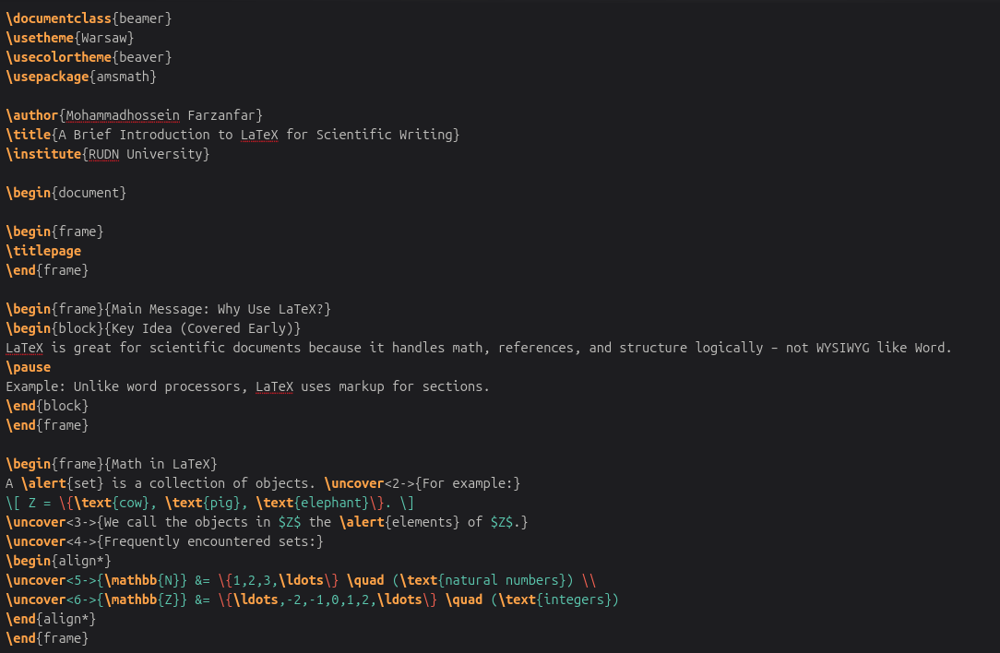 \documentclass{beamer}
\usetheme{Warsaw}
\usecolortheme{beaver}
\usepackage{amsmath}

\author{Mohammadhossein Farzanfar}
\title{A Brief Introduction to LaTeX for Scientific Writing}
\institute{RUDN University}

\begin{document}

\begin{frame}
\titlepage
\end{frame}

\begin{frame}{Main Message: Why Use LaTeX?}
\begin{block}{Key Idea (Covered Early)}
LaTeX is great for scientific documents because it handles math, references, and structure logically – not WYSIWYG like Word.
\pause
Example: Unlike word processors, LaTeX uses markup for sections.
\end{block}
\end{frame}

\begin{frame}{Math in LaTeX}
A \alert{set} is a collection of objects. \uncover<2->{For example:}
\[ Z = \{\text{cow}, \text{pig}, \text{elephant}\}. \]
\uncover<3->{We call the objects in $Z$ the \alert{elements} of $Z$.}
\uncover<4->{Frequently encountered sets:}
\begin{align*}
\uncover<5->{\mathbb{N}} &= \{1,2,3,\ldots\} \quad (\text{natural numbers}) \\
\uncover<6->{\mathbb{Z}} &= \{\ldots,-2,-1,0,1,2,\ldots\} \quad (\text{integers})
\end{align*}
\end{frame}